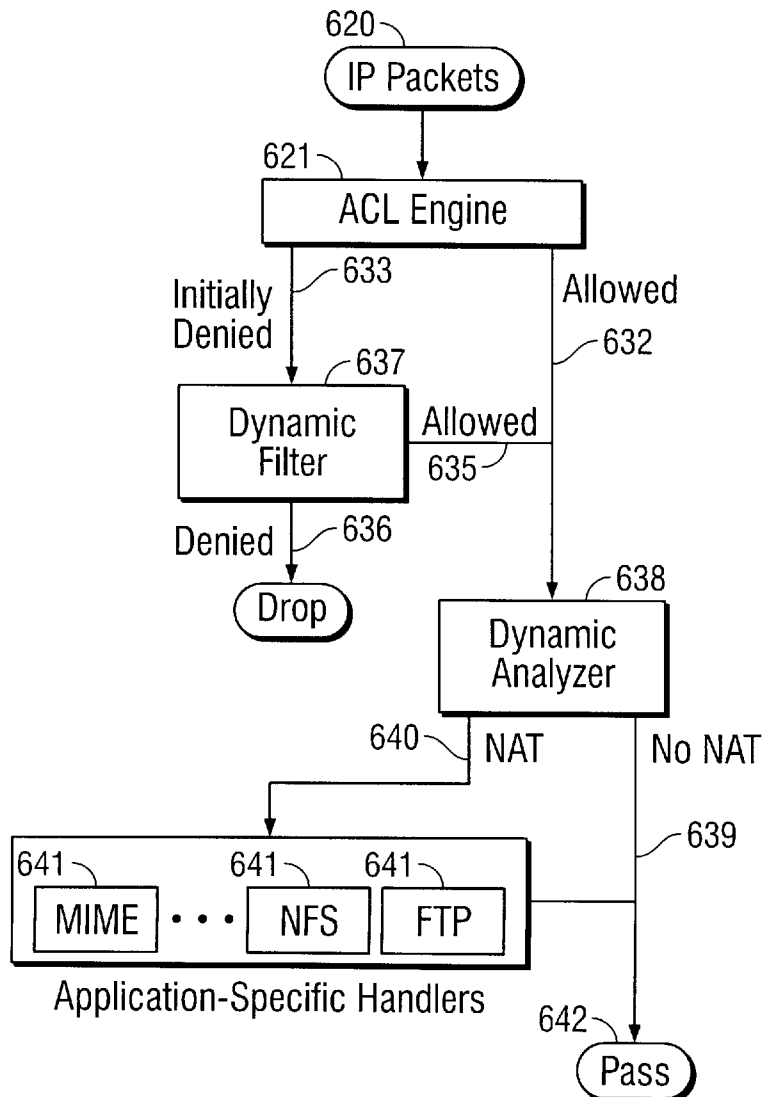 620
IP Packets
621
ACL Engine
633
Initially
Denied
Allowed
632
637
Dynamic
Filter
Allowed
635
Denied
636
Drop
638
Dynamic
Analyzer
640
NAT
No NAT
639
641
641
641
MIME
• • •
NFS
FTP
Application-Specific Handlers
642
Pass